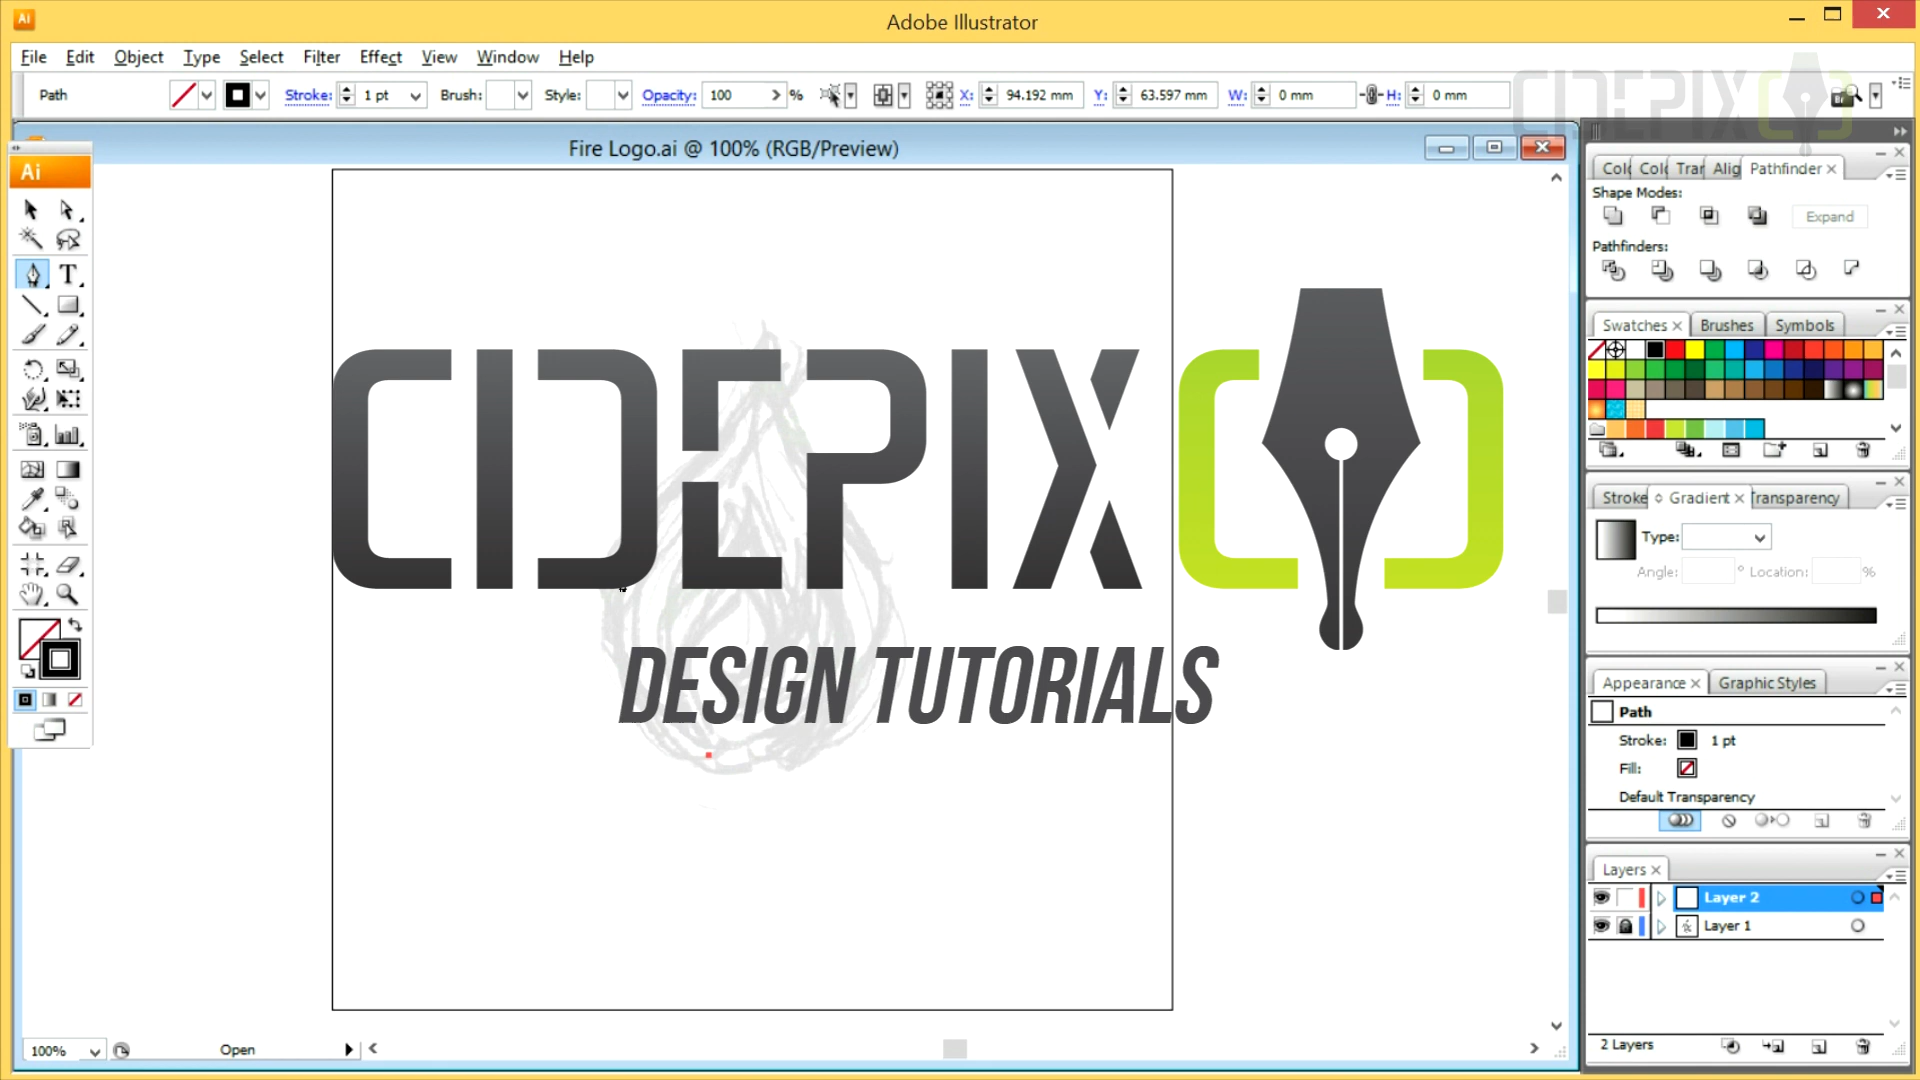 Ai
Adobe Illustrator
File Edit Object Type Select Filter Effect View Window Help
Path Stroke: 1 pt Brush: Style: Opacity: 100 % X: 94.192 mm Y: 63.597 mm W: 0 mm H: 0 mm
CIDEPIX
Fire Logo.ai @ 100% (RGB/Preview)
Ai
T
Pathfinder
Shape Modes:
Expand
Pathfinders:
Swatches Brushes Symbols
CIDEPIX
DESIGN TUTORIALS
Stroke Gradient Transparency
Type:
Angle: ° Location: %
Appearance Graphic Styles
Path
Stroke: 1 pt
Fill:
Default Transparency
Layers
Layer 2
Layer 1
2 Layers
100% Open